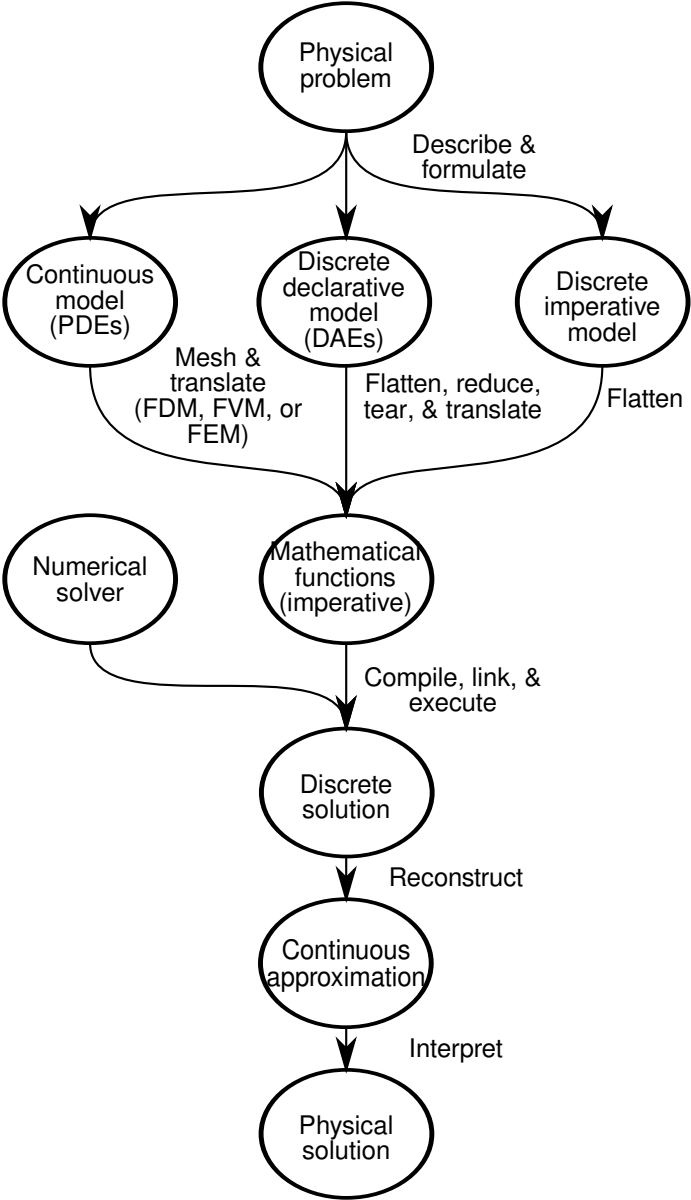 Physical
problem
Describe &
formulate
Continuous
model
(PDEs)
Discrete
declarative
model
(DAEs)
Discrete
imperative
model
Mesh &
translate
(FDM, FVM, or
FEM)
Flatten, reduce,
tear, & translate
Flatten
Numerical
solver
Mathematical
functions
(imperative)
Compile, link, &
execute
Discrete
solution
Reconstruct
Continuous
approximation
Interpret
Physical
solution